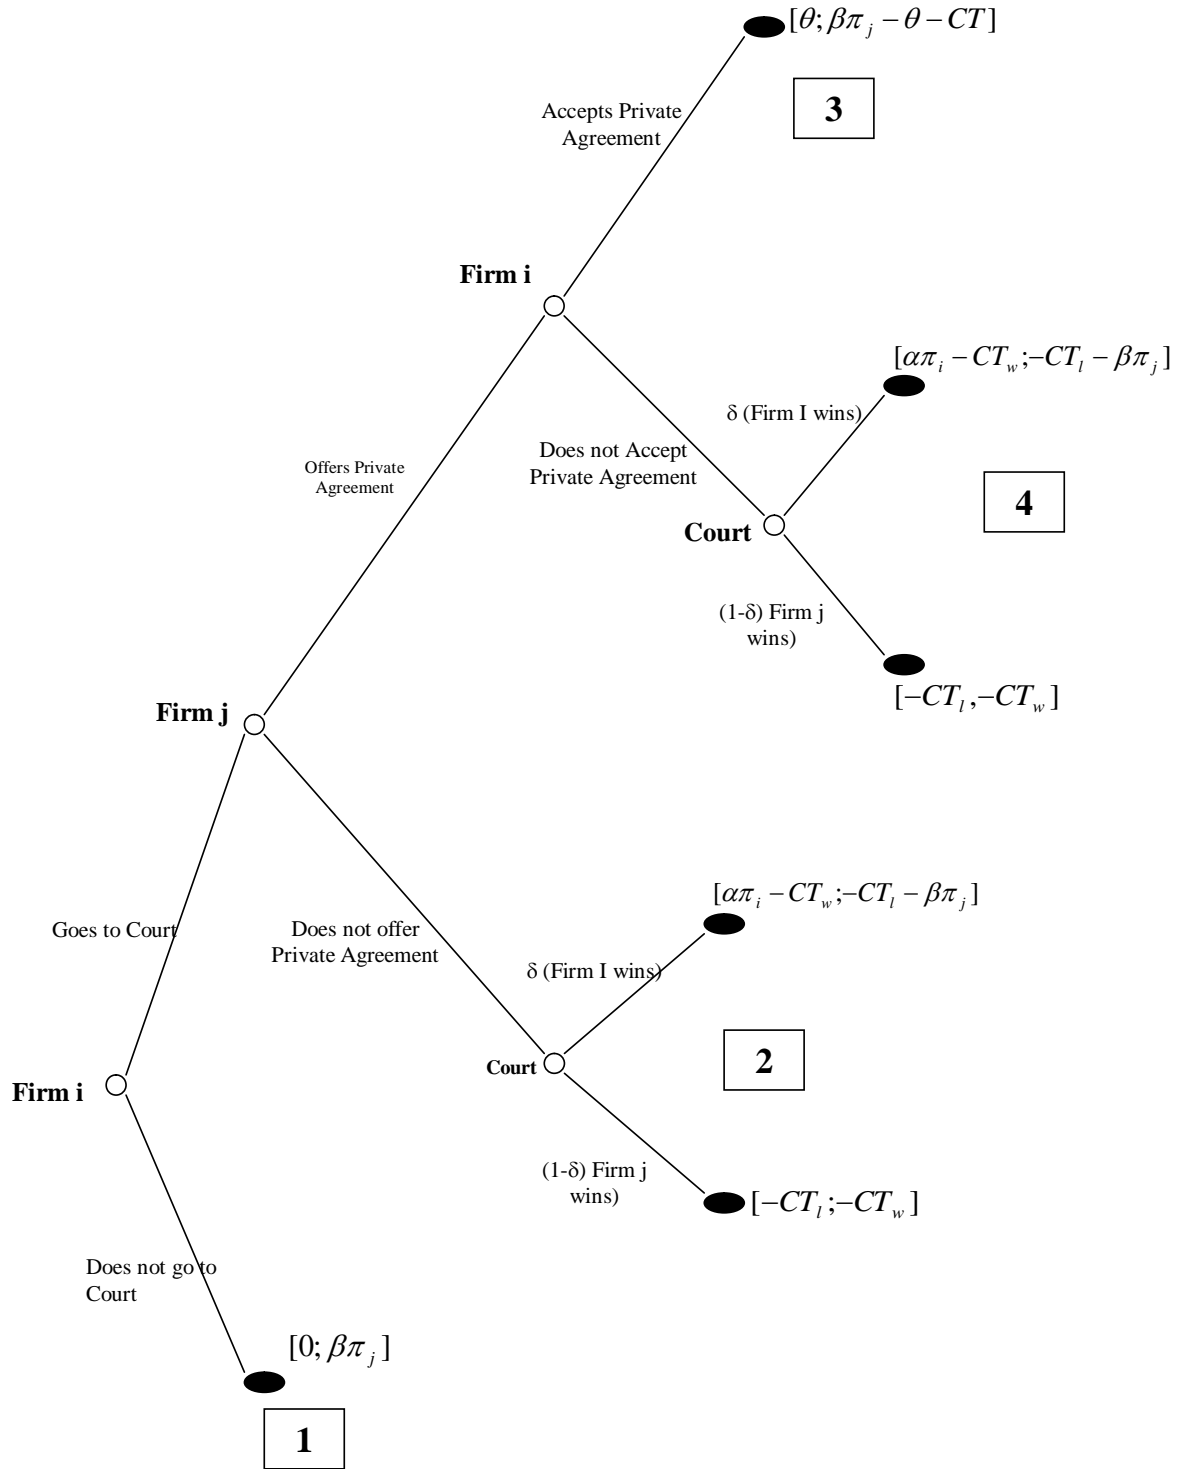 [θ; βπ_j − θ − CT]
3
Accepts Private
Agreement
Firm i
[απ_i − CT_w ;−CT_l − βπ_j ]
δ (Firm I wins)
Does not Accept
Private Agreement
Offers Private
Agreement
4
Court
(1-δ) Firm j
wins)
[−CT_l ,−CT_w ]
Firm j
[απ_i − CT_w ;−CT_l − βπ_j ]
Goes to Court
Does not offer
Private Agreement
δ (Firm I wins)
Court
2
Firm i
(1-δ) Firm j
wins)
[−CT_l ;−CT_w ]
Does not go to
Court
[0; βπ_j ]
1